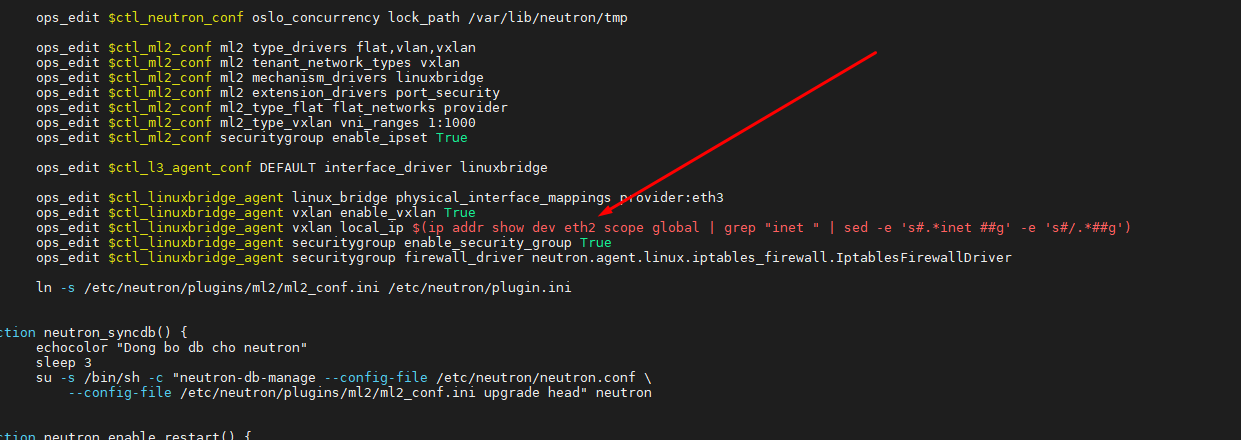 ops_edit $ctl_neutron_conf oslo_concurrency lock_path /var/lib/neutron/tmp
ops_edit $ctl_ml2_conf ml2 type_drivers flat,vlan,vxlan
ops_edit $ctl_ml2_conf ml2 tenant_network_types vxlan
ops_edit $ctl_ml2_conf ml2 mechanism_drivers linuxbridge
ops_edit $ctl_ml2_conf ml2 extension_drivers port_security
ops_edit $ctl_ml2_conf ml2_type_flat flat_networks provider
ops_edit $ctl_ml2_conf ml2_type_vxlan vni_ranges 1:1000
ops_edit $ctl_ml2_conf securitygroup enable_ipset True
ops_edit $ctl_l3_agent_conf DEFAULT interface_driver linuxbridge
ops_edit $ctl_linuxbridge_agent linux_bridge physical_interface_mappings provider:eth3
ops_edit $ctl_linuxbridge_agent vxlan enable_vxlan True
ops_edit $ctl_linuxbridge_agent vxlan local_ip $(ip addr show dev eth2 scope global | grep "inet " | sed -e 's#.*inet ##g' -e 's#/.*##g')
ops_edit $ctl_linuxbridge_agent securitygroup enable_security_group True
ops_edit $ctl_linuxbridge_agent securitygroup firewall_driver neutron.agent.linux.iptables_firewall.IptablesFirewallDriver
ln -s /etc/neutron/plugins/ml2/ml2_conf.ini /etc/neutron/plugin.ini
ction neutron_syncdb() {
echocolor "Dong bo db cho neutron"
sleep 3
su -s /bin/sh -c "neutron-db-manage --config-file /etc/neutron/neutron.conf \
--config-file /etc/neutron/plugins/ml2/ml2_conf.ini upgrade head" neutron
ction neutron_enable_restart() {